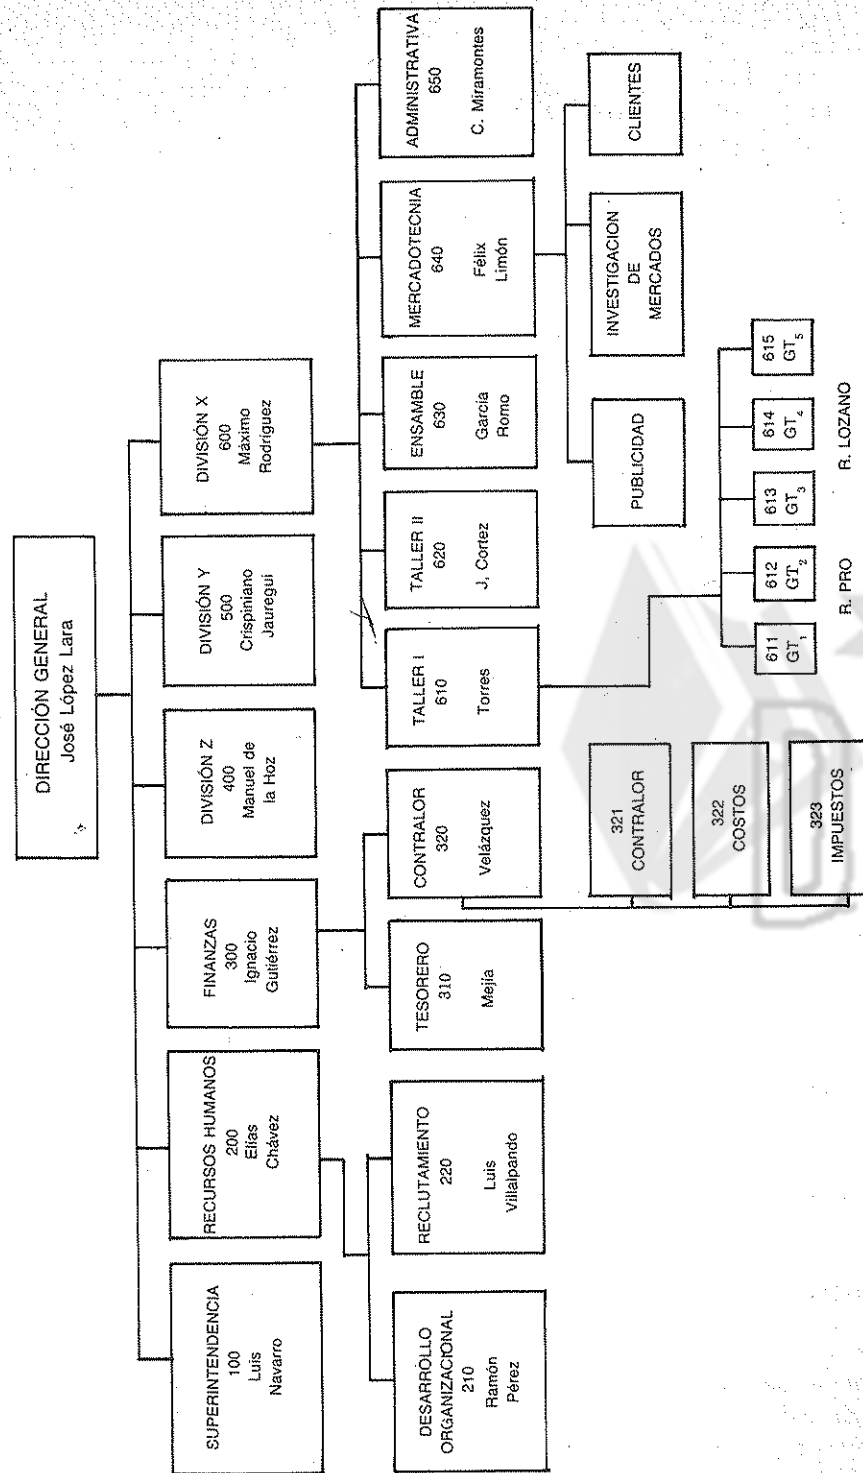 DIRECCIÓN GENERAL
José López Lara
SUPERINTENDENCIA
100
Luis
Navarro
RECURSOS HUMANOS
200
Elías
Chávez
FINANZAS
300
Ignacio
Gutiérrez
DIVISIÓN Z
400
Manuel de
la Hoz
DIVISIÓN Y
500
Crispiniano
Jauregui
DIVISIÓN X
600
Máximo
Rodríguez
DESARROLLO
ORGANIZACIONAL
210
Ramón
Pérez
RECLUTAMIENTO
220
Luis
Villalpando
TESORERO
310
Mejía
CONTRALOR
320
Velázquez
TALLER I
610
Torres
TALLER II
620
J, Cortez
ENSAMBLE
630
García
Romo
MERCADOTECNIA
640
Félix
Limón
ADMINISTRATIVA
650
C. Miramontes
321
CONTRALOR
322
COSTOS
323
IMPUESTOS
PUBLICIDAD
INVESTIGACION
DE
MERCADOS
CLIENTES
611
GT₁
612
GT₂
613
GT₃
614
GT₄
615
GT₅
R. PRO
R. LOZANO